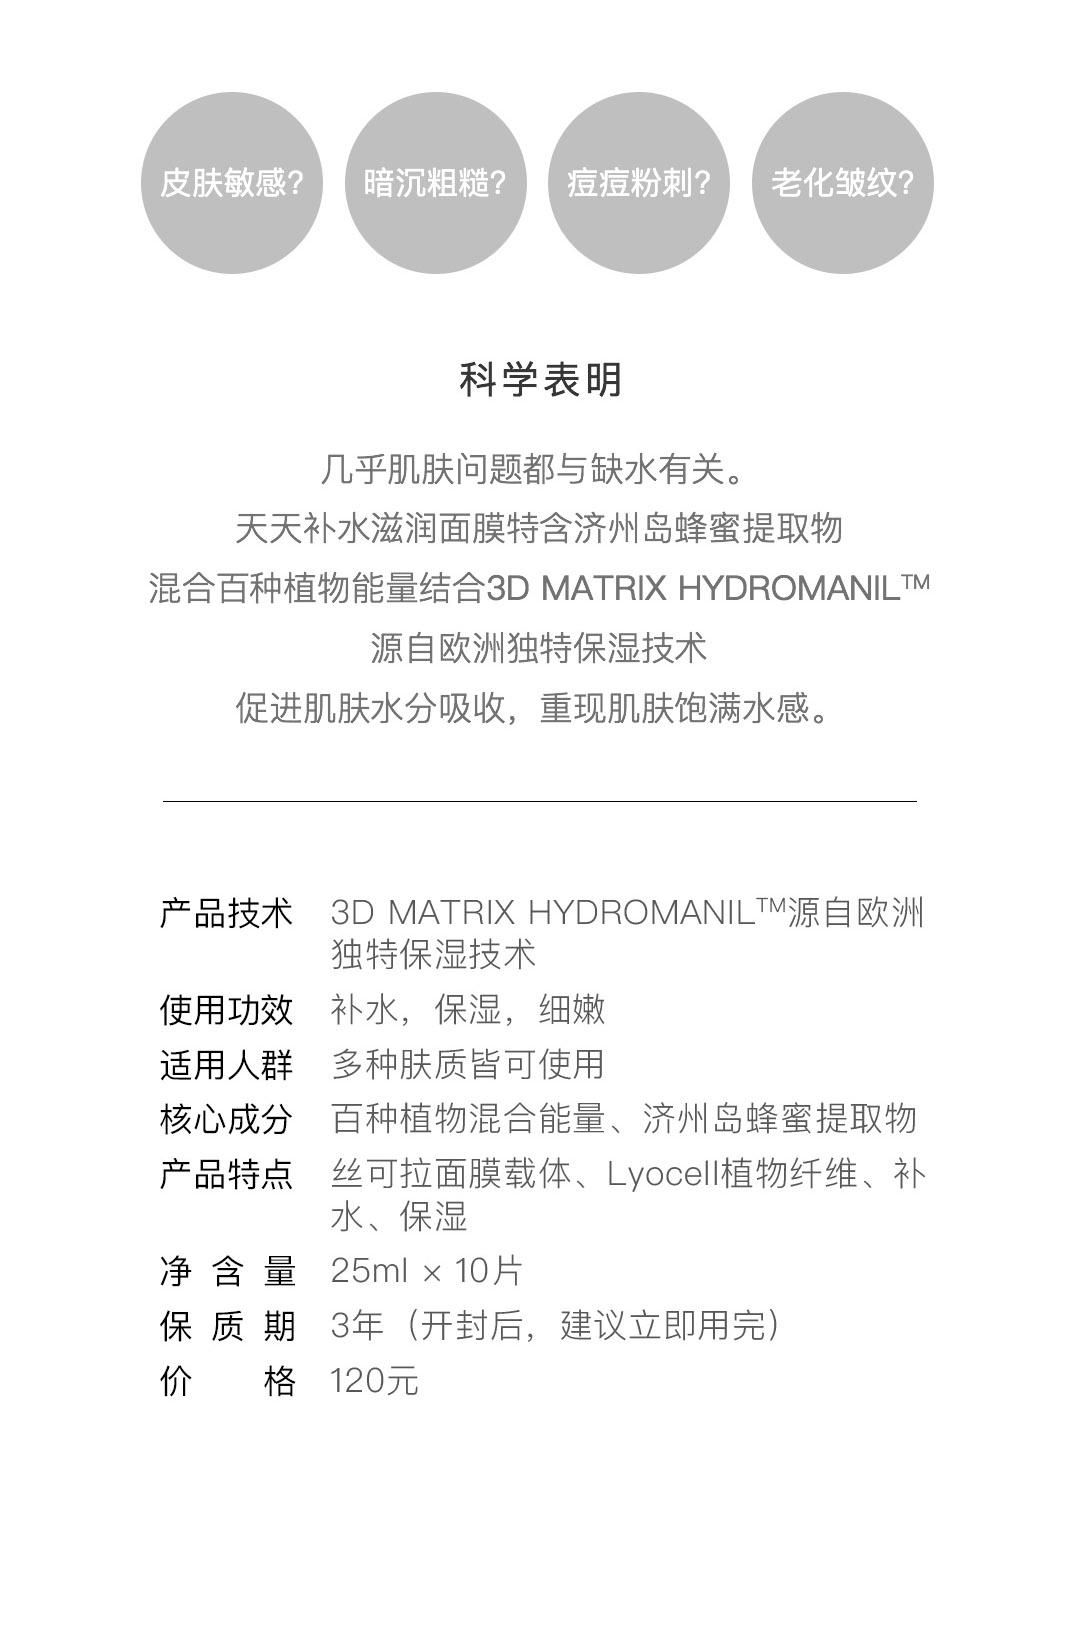 皮肤敏感?
暗沉粗糙?
痘痘粉刺?
老化皱纹?
科学表明
几乎肌肤问题都与缺水有关。
天天补水滋润面膜特含济州岛蜂蜜提取物
混合百种植物能量结合3D MATRIX HYDROMANIL™
源自欧洲独特保湿技术
促进肌肤水分吸收，重现肌肤饱满水感。
产品技术 3D MATRIX HYDROMANIL™源自欧洲
独特保湿技术
使用功效 补水，保湿，细嫩
适用人群 多种肤质皆可使用
核心成分 百种植物混合能量、济州岛蜂蜜提取物
产品特点 丝可拉面膜载体、Lyocell植物纤维、补
水、保湿
净 含 量 25ml × 10片
保 质 期 3年（开封后，建议立即用完）
价 格 120元